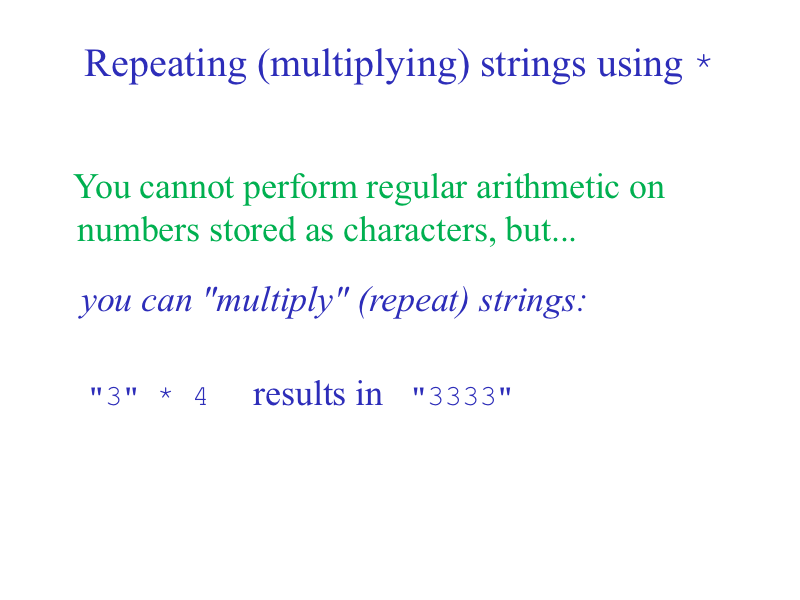 Repeating (multiplying) strings using *
You cannot perform regular arithmetic on
numbers stored as characters, but...
you can "multiply" (repeat) strings:
"3" * 4 results in "3333"